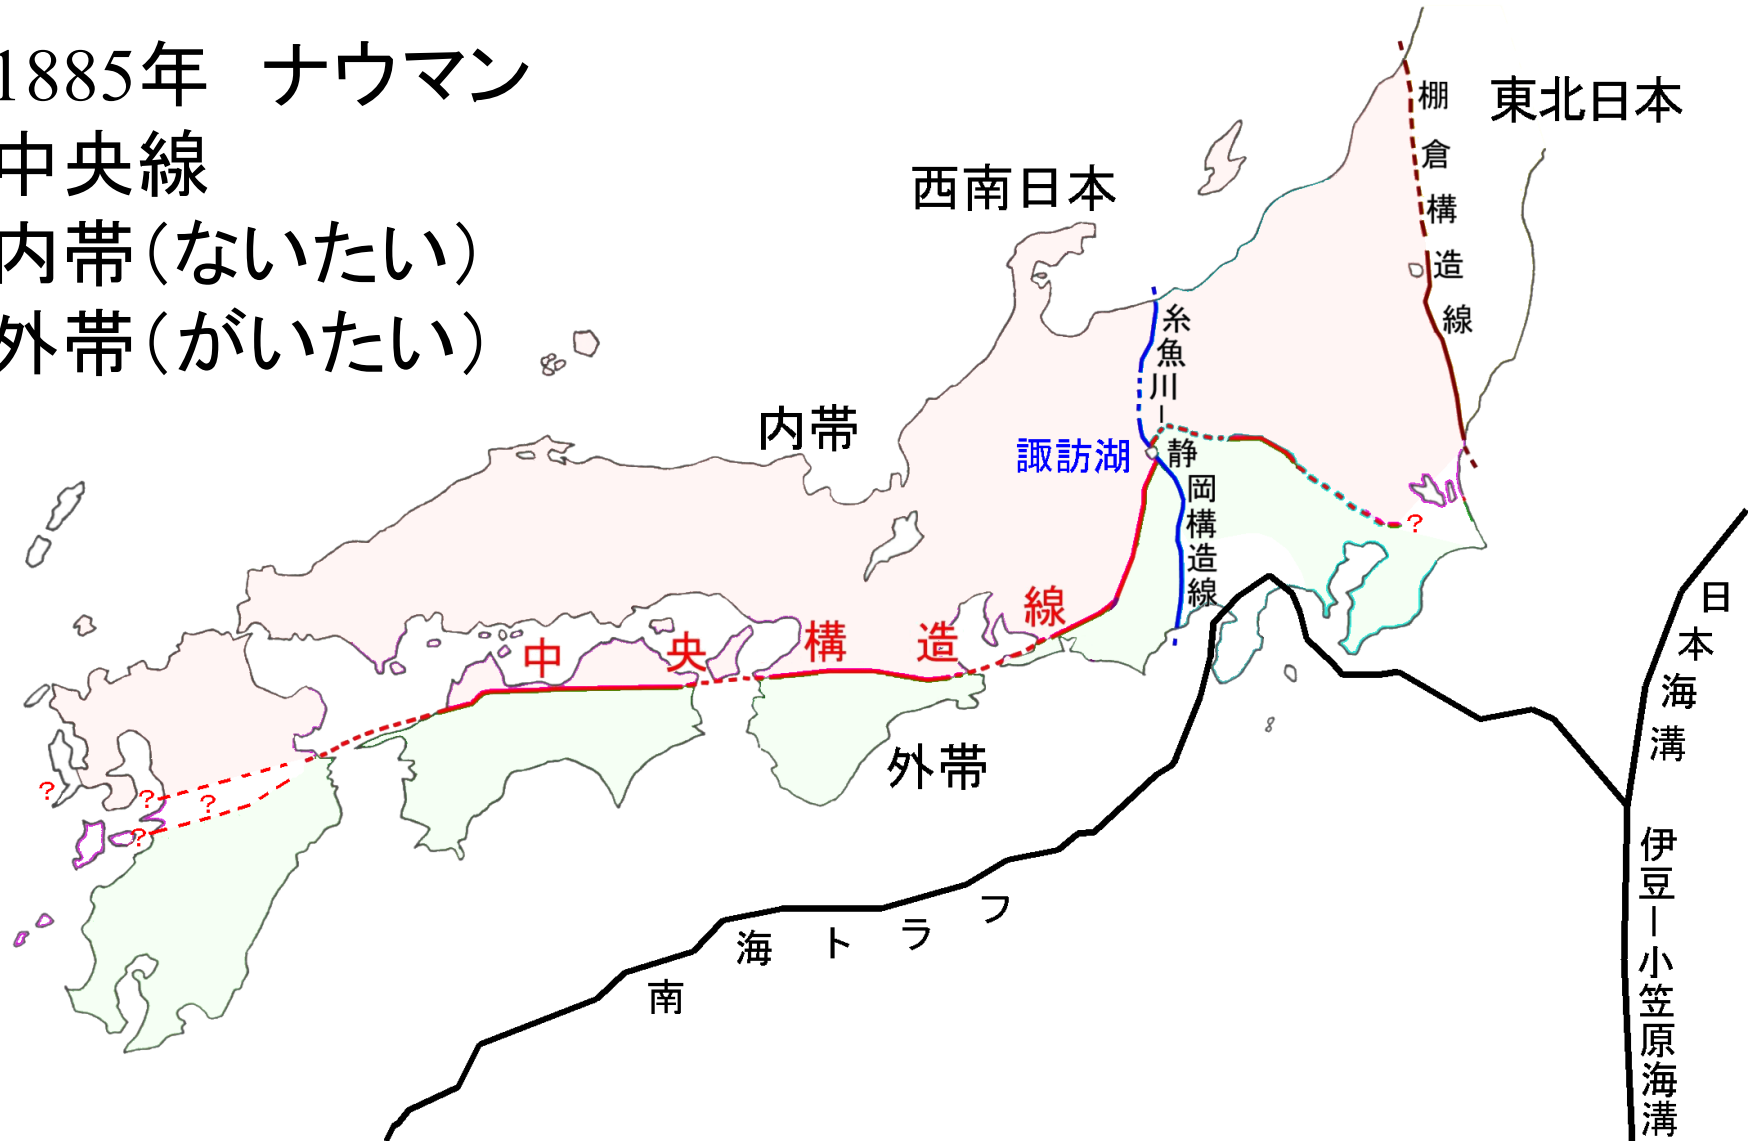 1885年　ナウマン
中央線
内帯（ないたい）
外帯（がいたい）
東北日本
棚倉構造線
西南日本
糸魚川ー静岡構造線
内帯
諏訪湖
中央構造線
外帯
?
?
?
?
?
日本海溝
伊豆ー小笠原海溝
南海トラフ